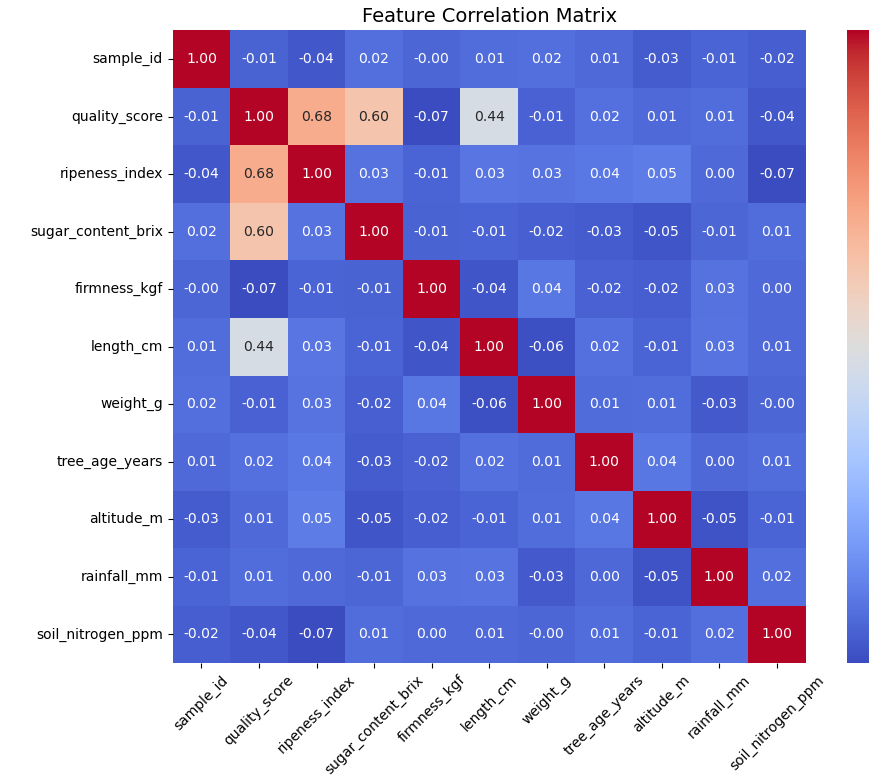 Feature Correlation Matrix
sample_id 1.00 -0.01 -0.04 0.02 -0.00 0.01 0.02 0.01 -0.03 -0.01 -0.02
quality_score -0.01 1.00 0.68 0.60 -0.07 0.44 -0.01 0.02 0.01 0.01 -0.04
ripeness_index -0.04 0.68 1.00 0.03 -0.01 0.03 0.03 0.04 0.05 0.00 -0.07
sugar_content_brix 0.02 0.60 0.03 1.00 -0.01 -0.01 -0.02 -0.03 -0.05 -0.01 0.01
firmness_kgf -0.00 -0.07 -0.01 -0.01 1.00 -0.04 0.04 -0.02 -0.02 0.03 0.00
length_cm 0.01 0.44 0.03 -0.01 -0.04 1.00 -0.06 0.02 -0.01 0.03 0.01
weight_g 0.02 -0.01 0.03 -0.02 0.04 -0.06 1.00 0.01 0.01 -0.03 -0.00
tree_age_years 0.01 0.02 0.04 -0.03 -0.02 0.02 0.01 1.00 0.04 0.00 0.01
altitude_m -0.03 0.01 0.05 -0.05 -0.02 -0.01 0.01 0.04 1.00 -0.05 -0.01
rainfall_mm -0.01 0.01 0.00 -0.01 0.03 0.03 -0.03 0.00 -0.05 1.00 0.02
soil_nitrogen_ppm -0.02 -0.04 -0.07 0.01 0.00 0.01 -0.00 0.01 -0.01 0.02 1.00
sample_id quality_score ripeness_index sugar_content_brix firmness_kgf length_cm weight_g tree_age_years altitude_m rainfall_mm soil_nitrogen_ppm